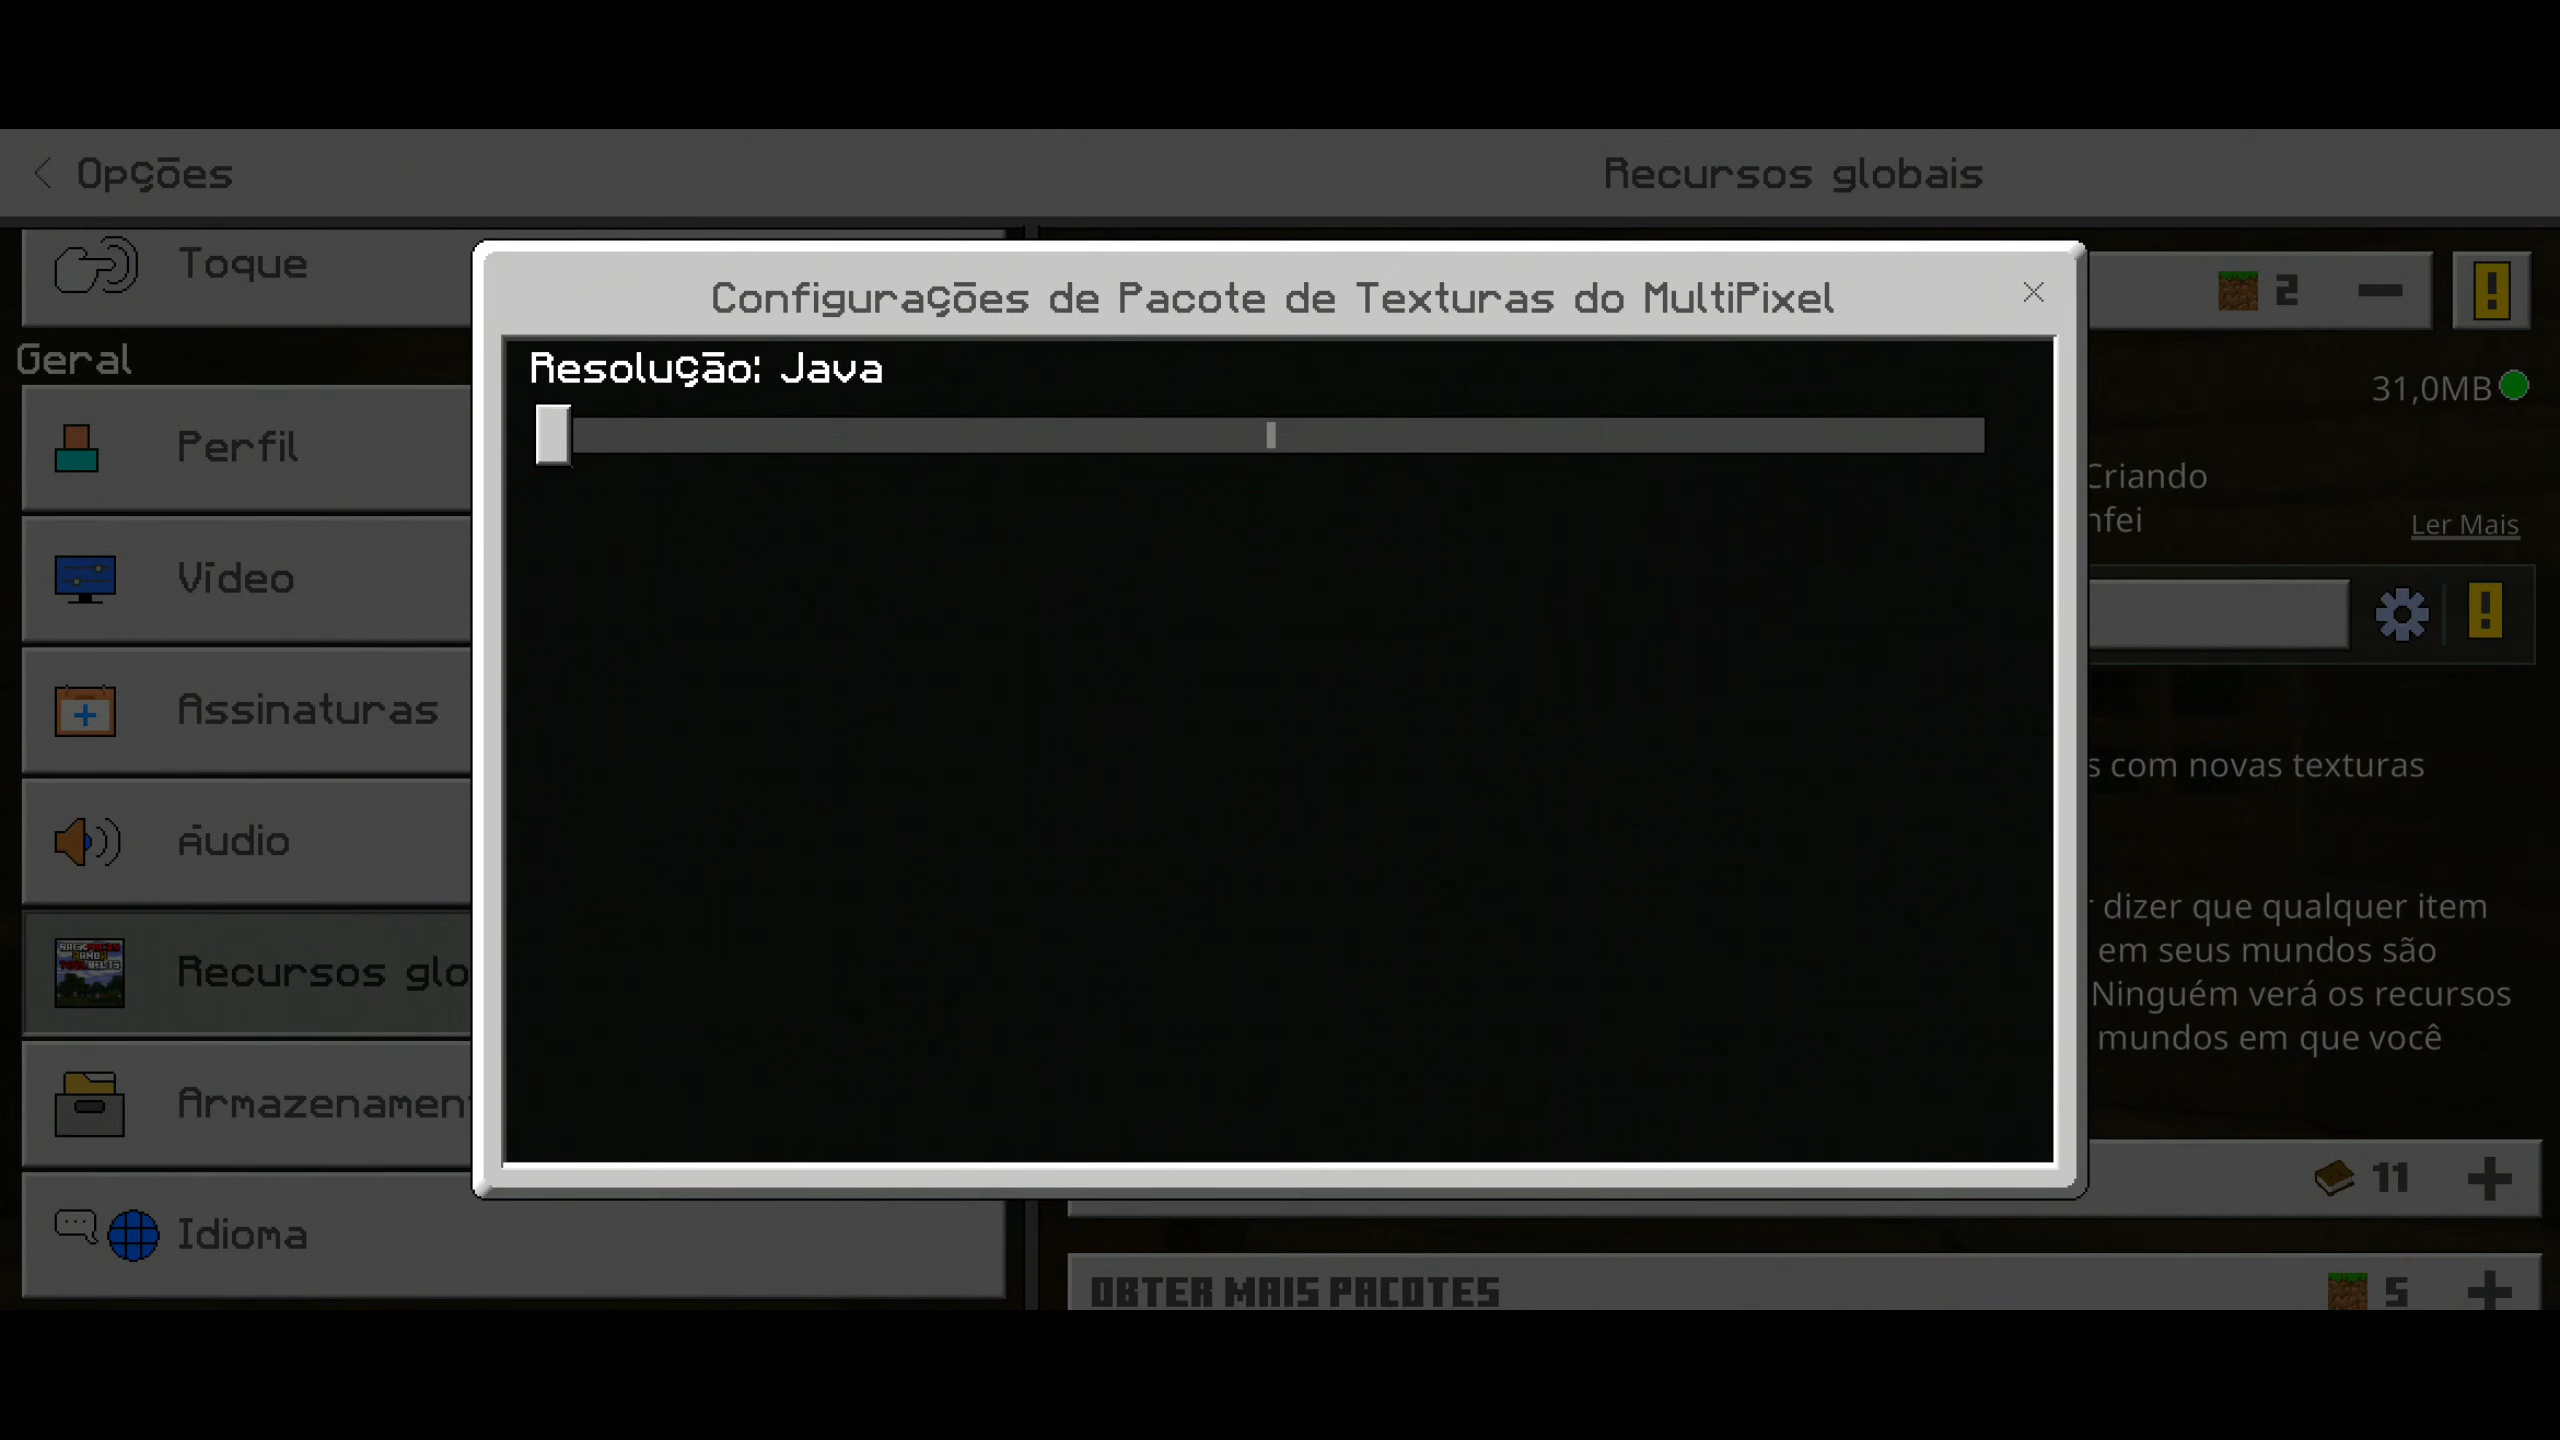 Opções
Recursos globais
Toque
Configurações de Pacote de Texturas do MultiPixel
2
Geral
Resolução: Java
31,0MB
Perfil
Criando
nfei
Ler Mais
Vídeo
Assinaturas
s com novas texturas
Áudio
dizer que qualquer item
em seus mundos são
Recursos glo
Ninguém verá os recursos
mundos em que você
Armazenamen
11
Idioma
OBTER MAIS PACOTES
5